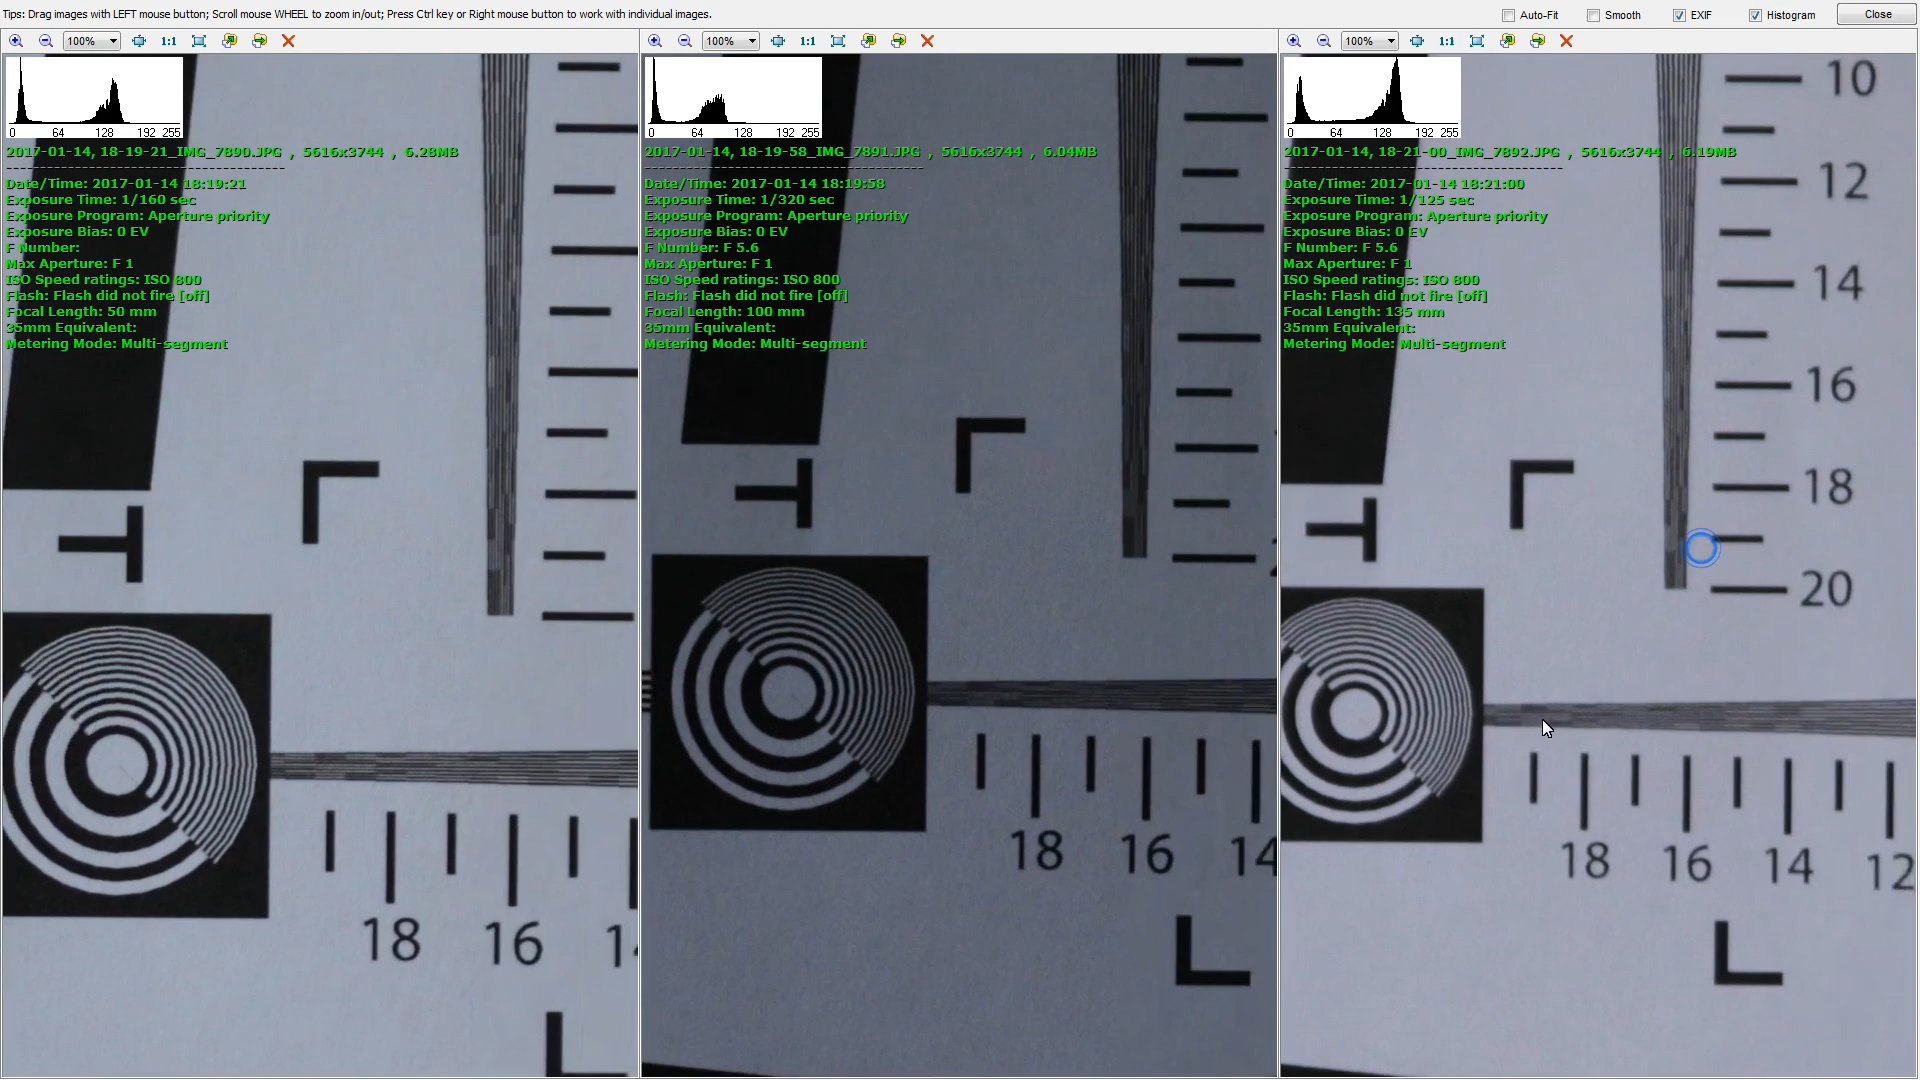 Tips: Drag images with LEFT mouse button; Scroll mouse WHEEL to zoom in/out; Press Ctrl key or Right mouse button to work with individual images.
Auto-Fit Smooth EXIF Histogram Close
100% 1:1
100% 1:1
100% 1:1
0 64 128 192 255
2017-01-14, 18-19-21_IMG_7890.JPG , 5616x3744 , 6.28MB
Date/Time: 2017-01-14 18:19:21
Exposure Time: 1/160 sec
Exposure Program: Aperture priority
Exposure Bias: 0 EV
F Number:
Max Aperture: F 1
ISO Speed ratings: ISO 800
Flash: Flash did not fire [off]
Focal Length: 50 mm
35mm Equivalent:
Metering Mode: Multi-segment
18 16
0 64 128 192 255
2017-01-14, 18-19-58_IMG_7891.JPG , 5616x3744 , 6.04MB
Date/Time: 2017-01-14 18:19:58
Exposure Time: 1/320 sec
Exposure Program: Aperture priority
Exposure Bias: 0 EV
F Number: F 5.6
Max Aperture: F 1
ISO Speed ratings: ISO 800
Flash: Flash did not fire [off]
Focal Length: 100 mm
35mm Equivalent:
Metering Mode: Multi-segment
18 16 14
0 64 128 192 255
2017-01-14, 18-21-00_IMG_7892.JPG , 5616x3744 , 6.19MB
Date/Time: 2017-01-14 18:21:00
Exposure Time: 1/125 sec
Exposure Program: Aperture priority
Exposure Bias: 0 EV
F Number: F 5.6
Max Aperture: F 1
ISO Speed ratings: ISO 800
Flash: Flash did not fire [off]
Focal Length: 135 mm
35mm Equivalent:
Metering Mode: Multi-segment
10
12
14
16
18
20
18 16 14 12